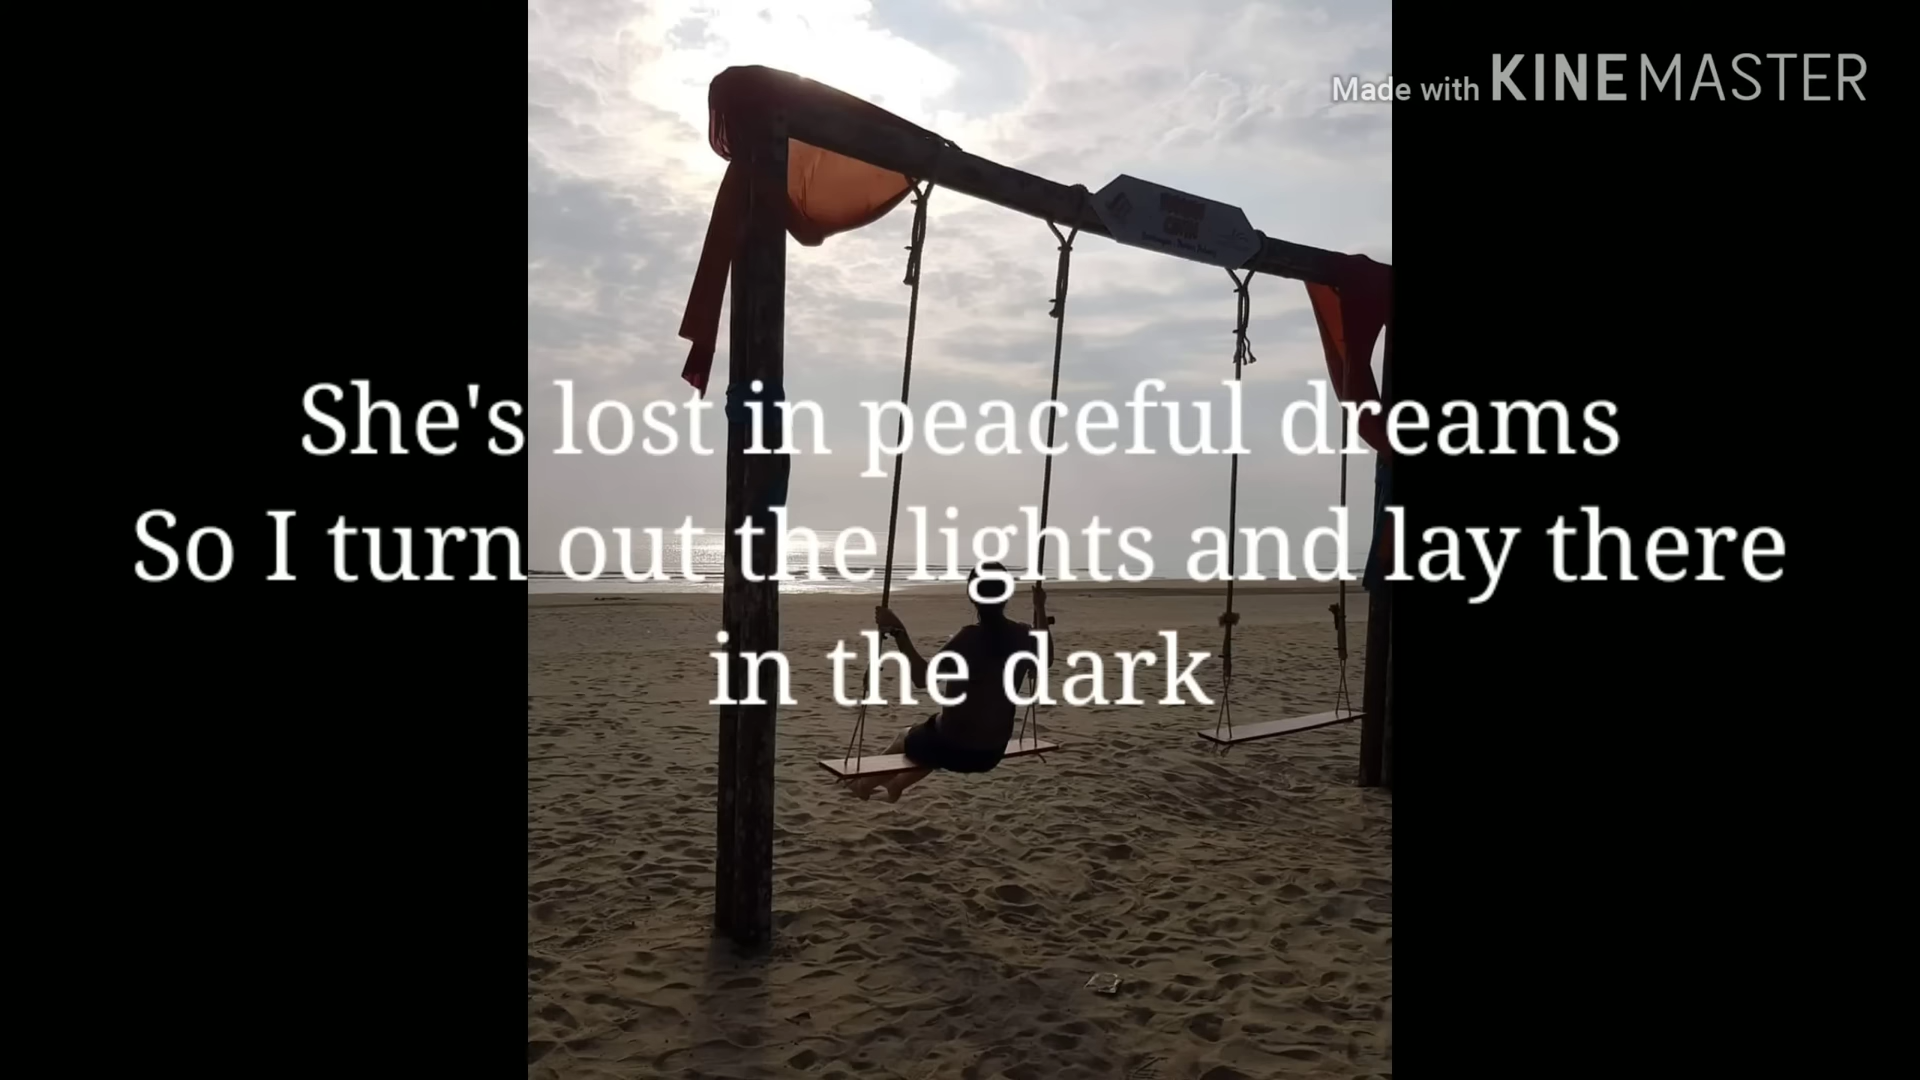 Made with KINEMASTER
She's lost in peaceful dreams
So I turn out the lights and lay there
in the dark